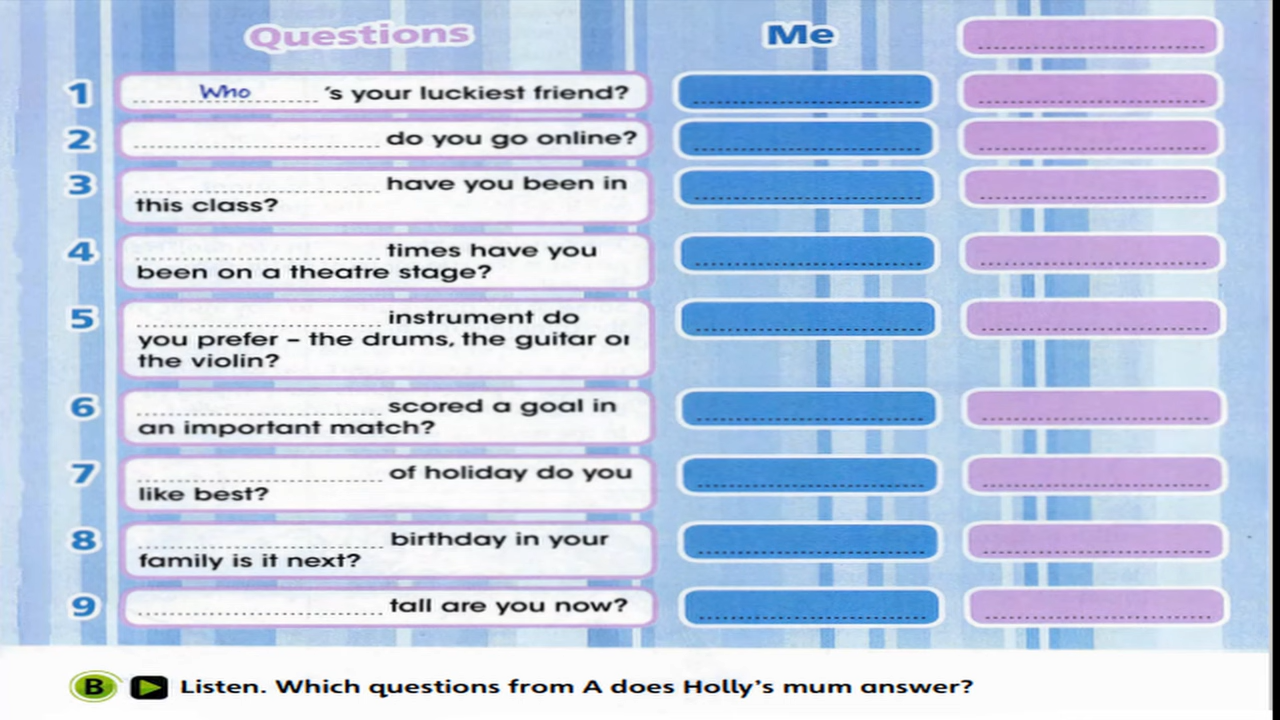 Questions Me
1 Who 's your luckiest friend?
2 do you go online?
3 have you been in
this class?
4 times have you
been on a theatre stage?
5 instrument do
you prefer – the drums, the guitar or
the violin?
6 scored a goal in
an important match?
7 of holiday do you
like best?
8 birthday in your
family is it next?
9 tall are you now?
B Listen. Which questions from A does Holly's mum answer?